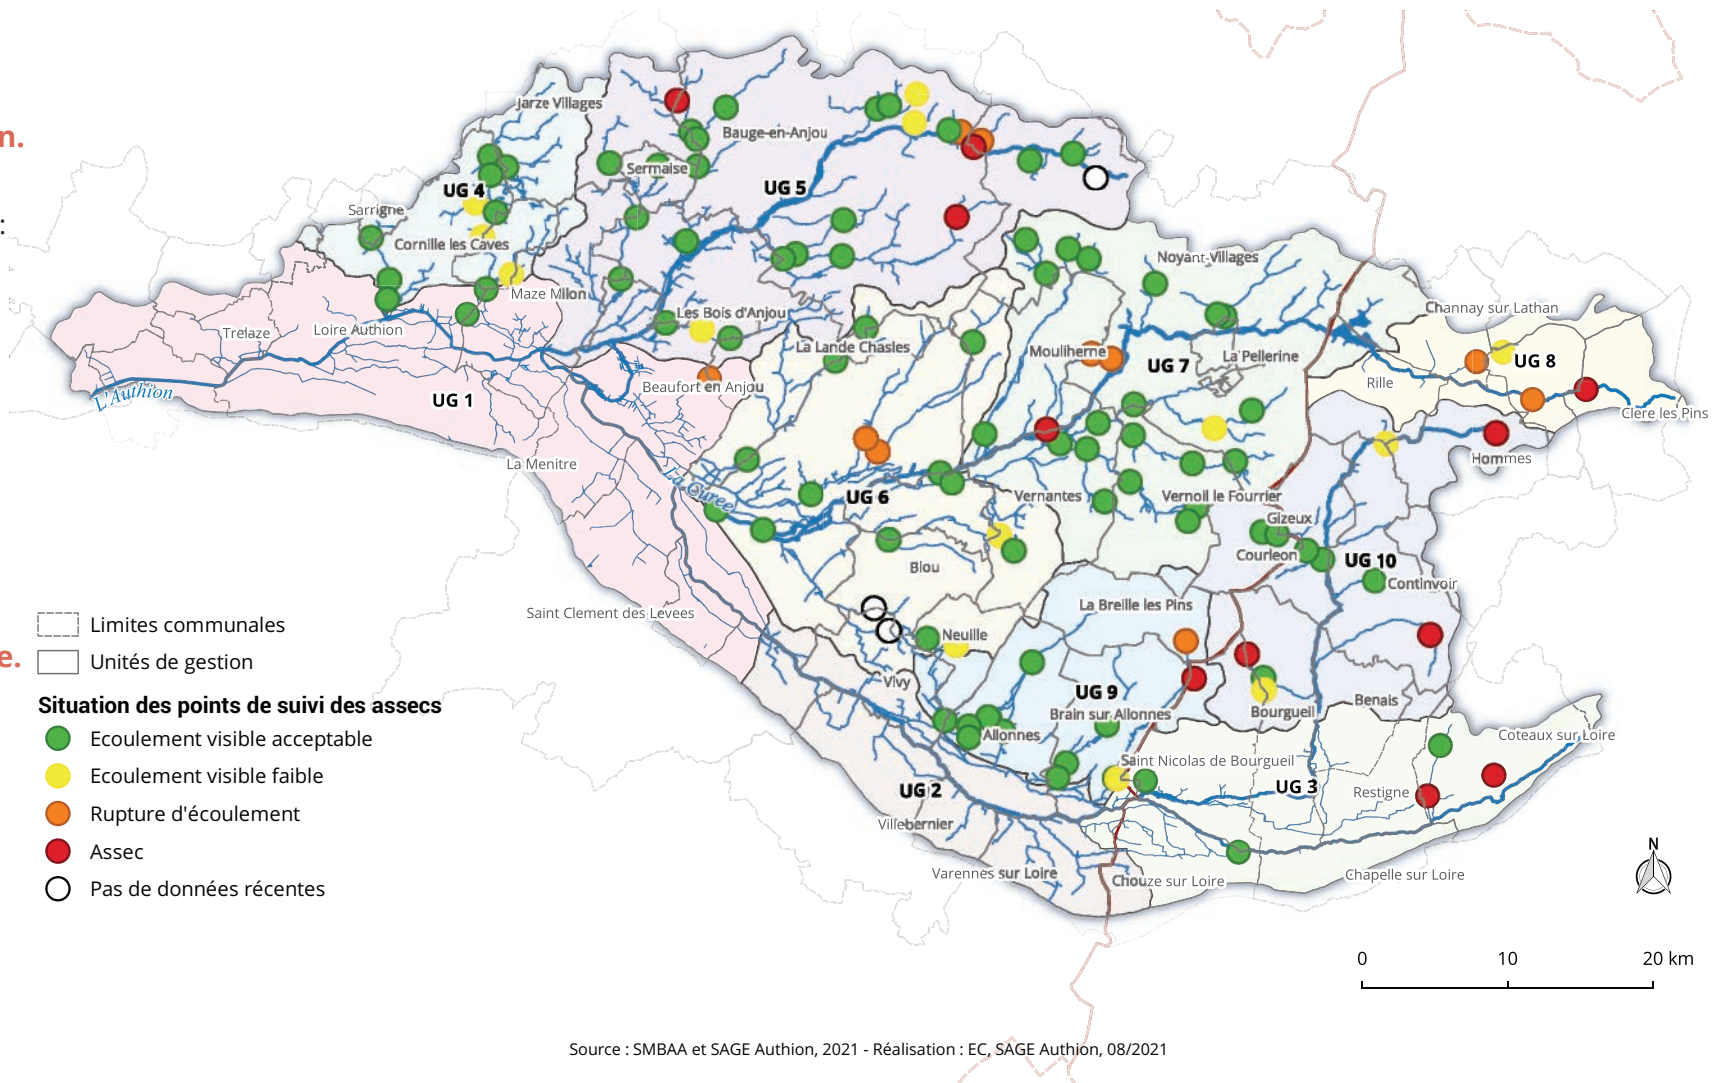 n.
:
e.
Jarze Villages
Bauge-en-Anjou
Sermaise
UG 4
UG 5
Sarrigne
Cornille les Caves
Noyant-Villages
Maze Milon
Les Bois d'Anjou
Channay sur Lathan
Trelaze
Loire Authion
La Lande Chasles
Mouliherne
La Pellerine
UG 7
UG 8
Rille
L'Authion
UG 1
Beaufort en Anjou
Clere les Pins
La Menitre
Hommes
La Curee
UG 6
Vernantes
Vernoil le Fourrier
Gizeux
Courleon
UG 10
Blou
Continvoir
Saint Clement des Levees
La Breille les Pins
Neuille
Vivy
UG 9
Benais
Brain sur Allonnes
Bourgueil
Allonnes
Coteaux sur Loire
Saint Nicolas de Bourgueil
UG 2
UG 3
Restigne
Villebernier
Varennes sur Loire
Chouze sur Loire
Chapelle sur Loire
Limites communales
Unités de gestion
Situation des points de suivi des assecs
Ecoulement visible acceptable
Ecoulement visible faible
Rupture d'écoulement
Assec
Pas de données récentes
N
0 10 20 km
Source : SMBAA et SAGE Authion, 2021 - Réalisation : EC, SAGE Authion, 08/2021